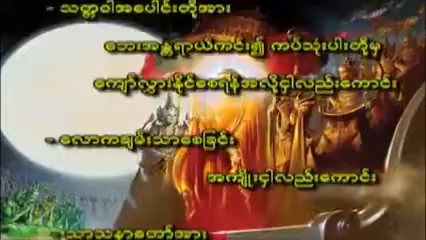 - သတ္တဝါအပေါင်းတို့အား
ဘေးအန္တရာယ်ကင်း၍ ကပ်သုံးပါးတို့မှ
ကျော်လွှားနိုင်စေရန်အလို့ငှါလည်းကောင်း
- လောကချမ်းသာစေခြင်း
အကျိုးငှါလည်းကောင်း
- သာသနာတော်အား